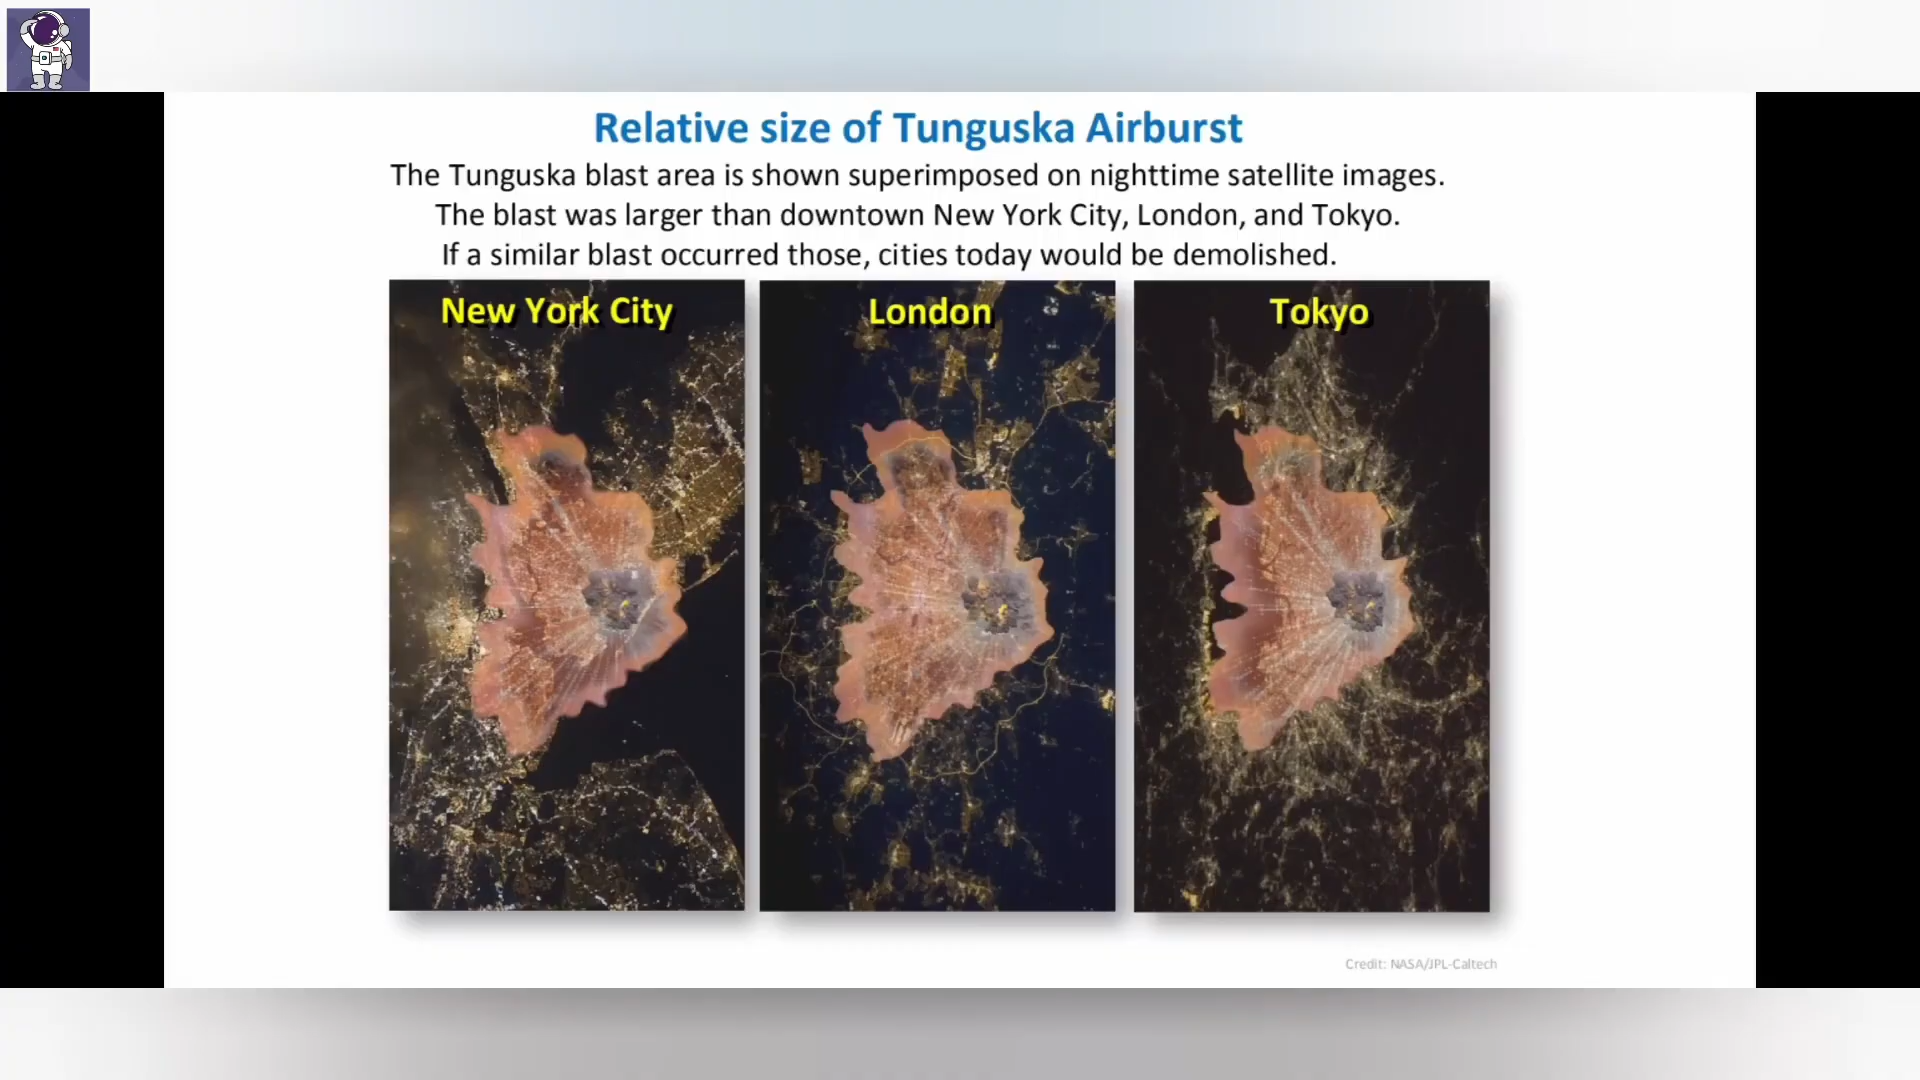 Relative size of Tunguska Airburst
The Tunguska blast area is shown superimposed on nighttime satellite images.
The blast was larger than downtown New York City, London, and Tokyo.
If a similar blast occurred those, cities today would be demolished.
New York City
London
Tokyo
Credit: NASA/JPL-Caltech